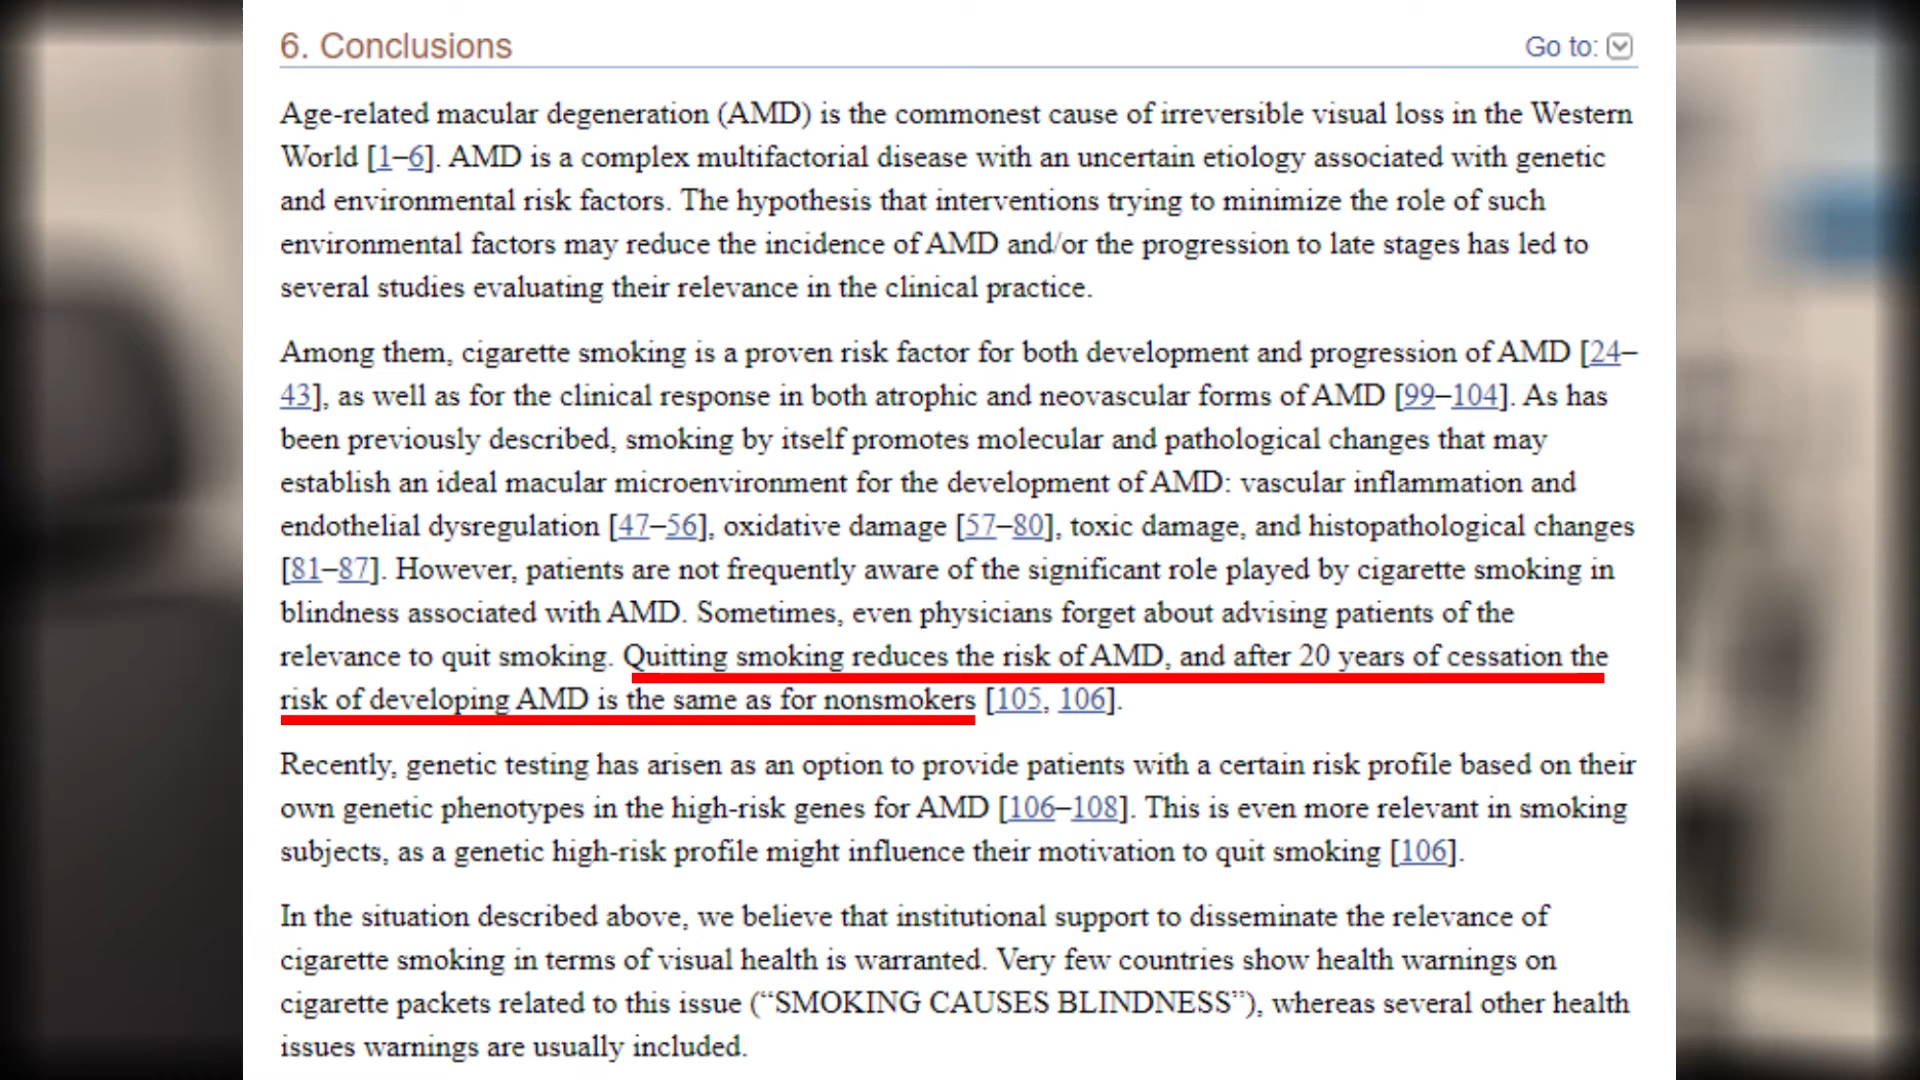 6. Conclusions
Go to:
Age-related macular degeneration (AMD) is the commonest cause of irreversible visual loss in the Western
World [1–6]. AMD is a complex multifactorial disease with an uncertain etiology associated with genetic
and environmental risk factors. The hypothesis that interventions trying to minimize the role of such
environmental factors may reduce the incidence of AMD and/or the progression to late stages has led to
several studies evaluating their relevance in the clinical practice.
Among them, cigarette smoking is a proven risk factor for both development and progression of AMD [24–
43], as well as for the clinical response in both atrophic and neovascular forms of AMD [99–104]. As has
been previously described, smoking by itself promotes molecular and pathological changes that may
establish an ideal macular microenvironment for the development of AMD: vascular inflammation and
endothelial dysregulation [47–56], oxidative damage [57–80], toxic damage, and histopathological changes
[81–87]. However, patients are not frequently aware of the significant role played by cigarette smoking in
blindness associated with AMD. Sometimes, even physicians forget about advising patients of the
relevance to quit smoking. Quitting smoking reduces the risk of AMD, and after 20 years of cessation the
risk of developing AMD is the same as for nonsmokers [105, 106].
Recently, genetic testing has arisen as an option to provide patients with a certain risk profile based on their
own genetic phenotypes in the high-risk genes for AMD [106–108]. This is even more relevant in smoking
subjects, as a genetic high-risk profile might influence their motivation to quit smoking [106].
In the situation described above, we believe that institutional support to disseminate the relevance of
cigarette smoking in terms of visual health is warranted. Very few countries show health warnings on
cigarette packets related to this issue (“SMOKING CAUSES BLINDNESS”), whereas several other health
issues warnings are usually included.